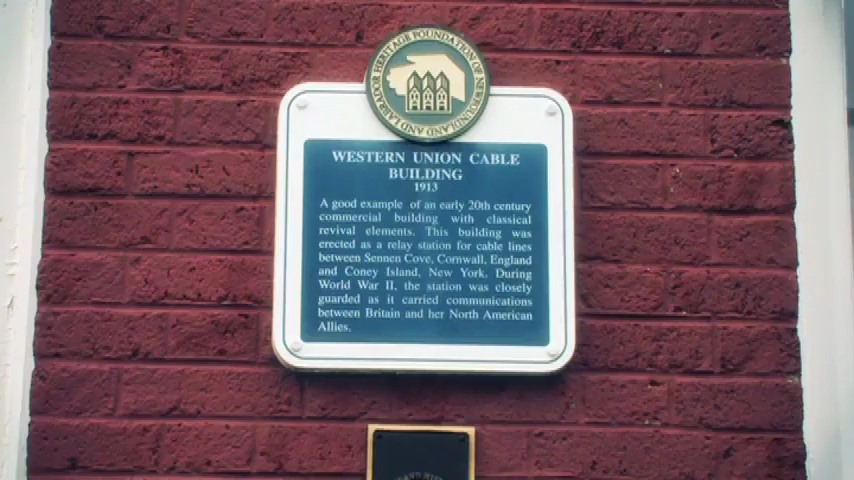 HERITAGE FOUNDATION OF NEWFOUNDLAND AND LABRADOR
WESTERN UNION CABLE
BUILDING
1913
A good example of an early 20th century
commercial building with classical
revival elements. This building was
erected as a relay station for cable lines
between Sennen Cove, Cornwall, England
and Coney Island, New York. During
World War II, the station was closely
guarded as it carried communications
between Britain and her North American
Allies.